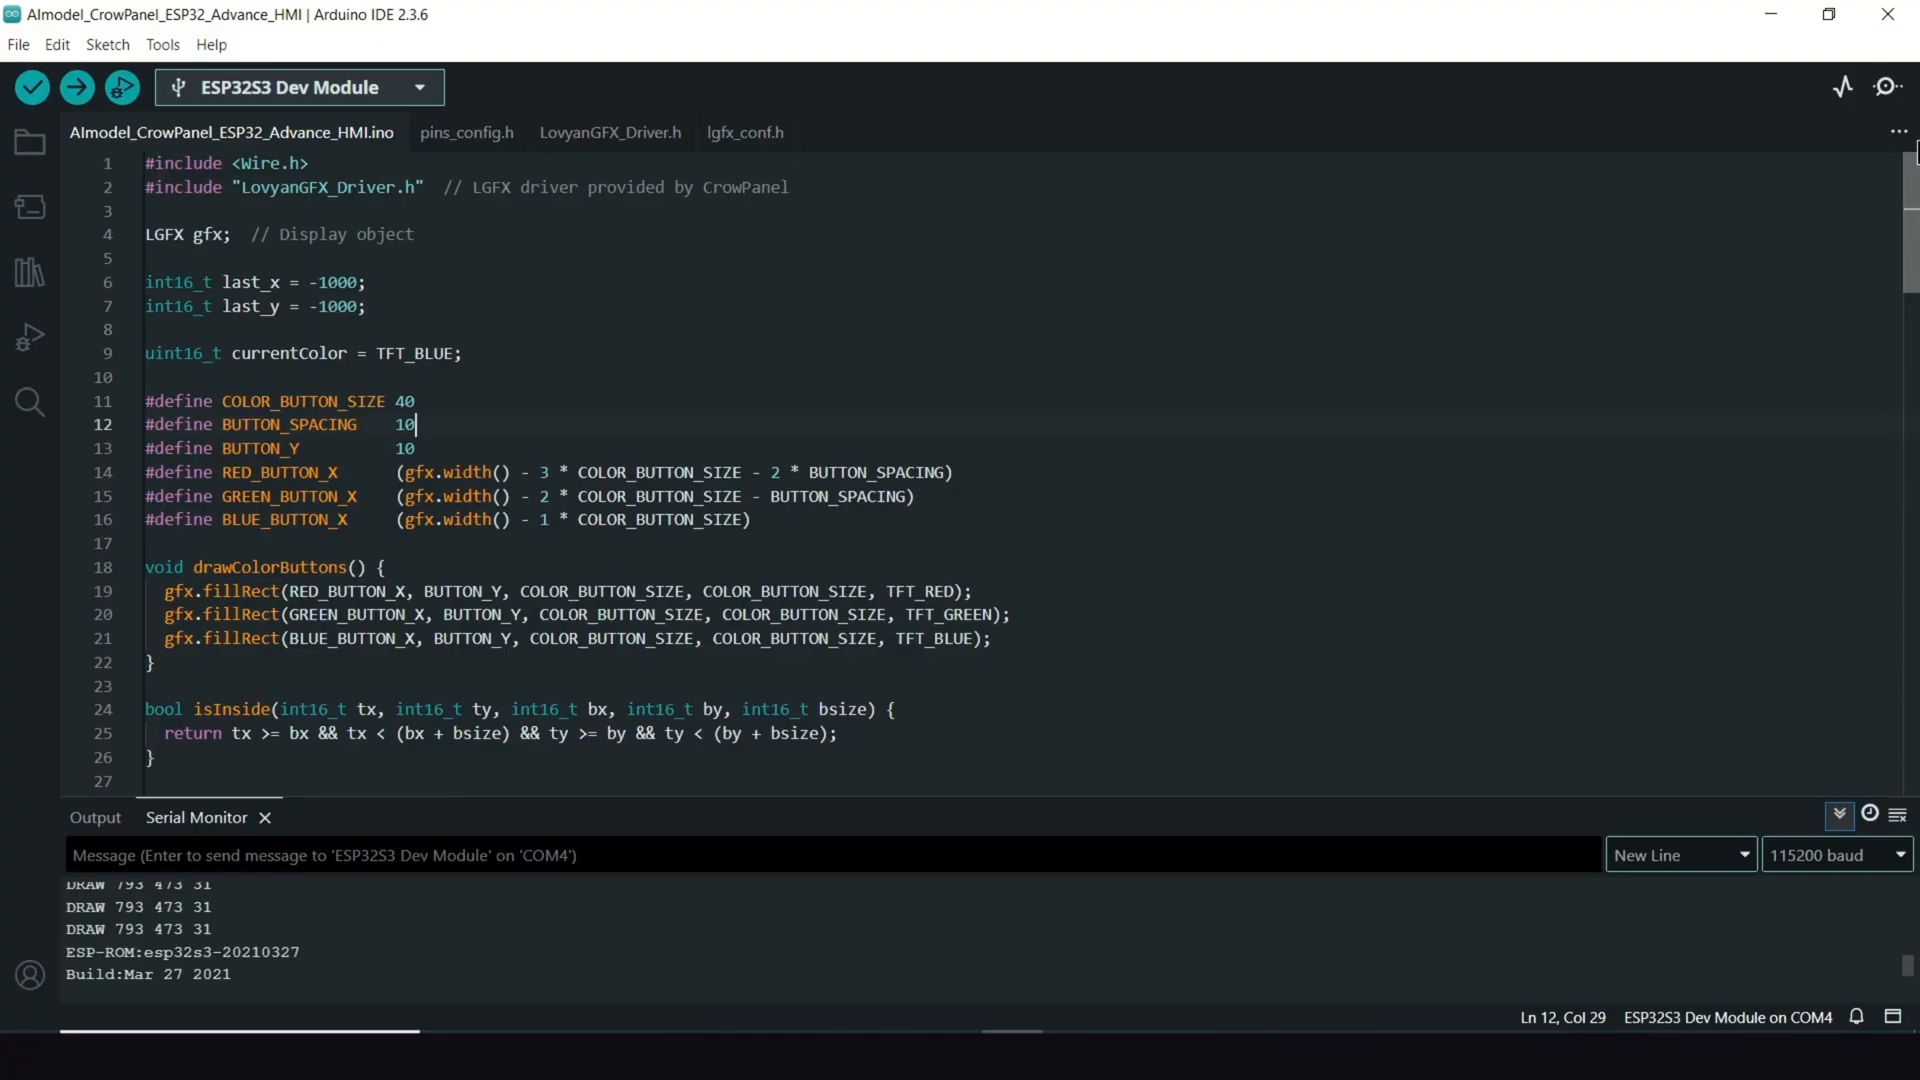 AImodel_CrowPanel_ESP32_Advance_HMI | Arduino IDE 2.3.6
File Edit Sketch Tools Help
ESP32S3 Dev Module
AImodel_CrowPanel_ESP32_Advance_HMI.ino pins_config.h LovyanGFX_Driver.h lgfx_conf.h
1 #include <Wire.h>
2 #include "LovyanGFX_Driver.h" // LGFX driver provided by CrowPanel
3
4 LGFX gfx; // Display object
5
6 int16_t last_x = -1000;
7 int16_t last_y = -1000;
8
9 uint16_t currentColor = TFT_BLUE;
10
11 #define COLOR_BUTTON_SIZE 40
12 #define BUTTON_SPACING 10
13 #define BUTTON_Y 10
14 #define RED_BUTTON_X (gfx.width() - 3 * COLOR_BUTTON_SIZE - 2 * BUTTON_SPACING)
15 #define GREEN_BUTTON_X (gfx.width() - 2 * COLOR_BUTTON_SIZE - BUTTON_SPACING)
16 #define BLUE_BUTTON_X (gfx.width() - 1 * COLOR_BUTTON_SIZE)
17
18 void drawColorButtons() {
19 gfx.fillRect(RED_BUTTON_X, BUTTON_Y, COLOR_BUTTON_SIZE, COLOR_BUTTON_SIZE, TFT_RED);
20 gfx.fillRect(GREEN_BUTTON_X, BUTTON_Y, COLOR_BUTTON_SIZE, COLOR_BUTTON_SIZE, TFT_GREEN);
21 gfx.fillRect(BLUE_BUTTON_X, BUTTON_Y, COLOR_BUTTON_SIZE, COLOR_BUTTON_SIZE, TFT_BLUE);
22 }
23
24 bool isInside(int16_t tx, int16_t ty, int16_t bx, int16_t by, int16_t bsize) {
25 return tx >= bx && tx < (bx + bsize) && ty >= by && ty < (by + bsize);
26 }
27
Output Serial Monitor
Message (Enter to send message to 'ESP32S3 Dev Module' on 'COM4') New Line 115200 baud
DRAW 793 473 31
DRAW 793 473 31
DRAW 793 473 31
ESP-ROM:esp32s3-20210327
Build:Mar 27 2021
Ln 12, Col 29 ESP32S3 Dev Module on COM4